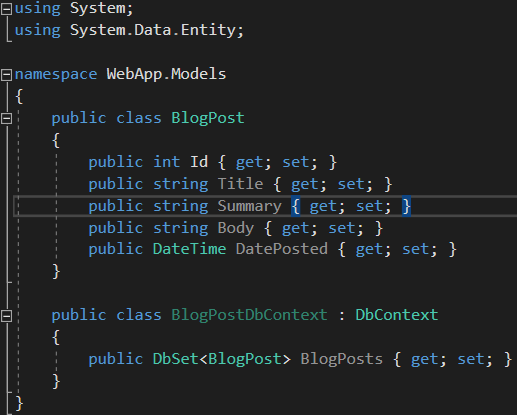 using System;
using System.Data.Entity;
namespace WebApp.Models
{
public class BlogPost
{
public int Id { get; set; }
public string Title { get; set; }
public string Summary { get; set; }
public string Body { get; set; }
public DateTime DatePosted { get; set; }
}
public class BlogPostDbContext : DbContext
{
public DbSet<BlogPost> BlogPosts { get; set; }
}
}